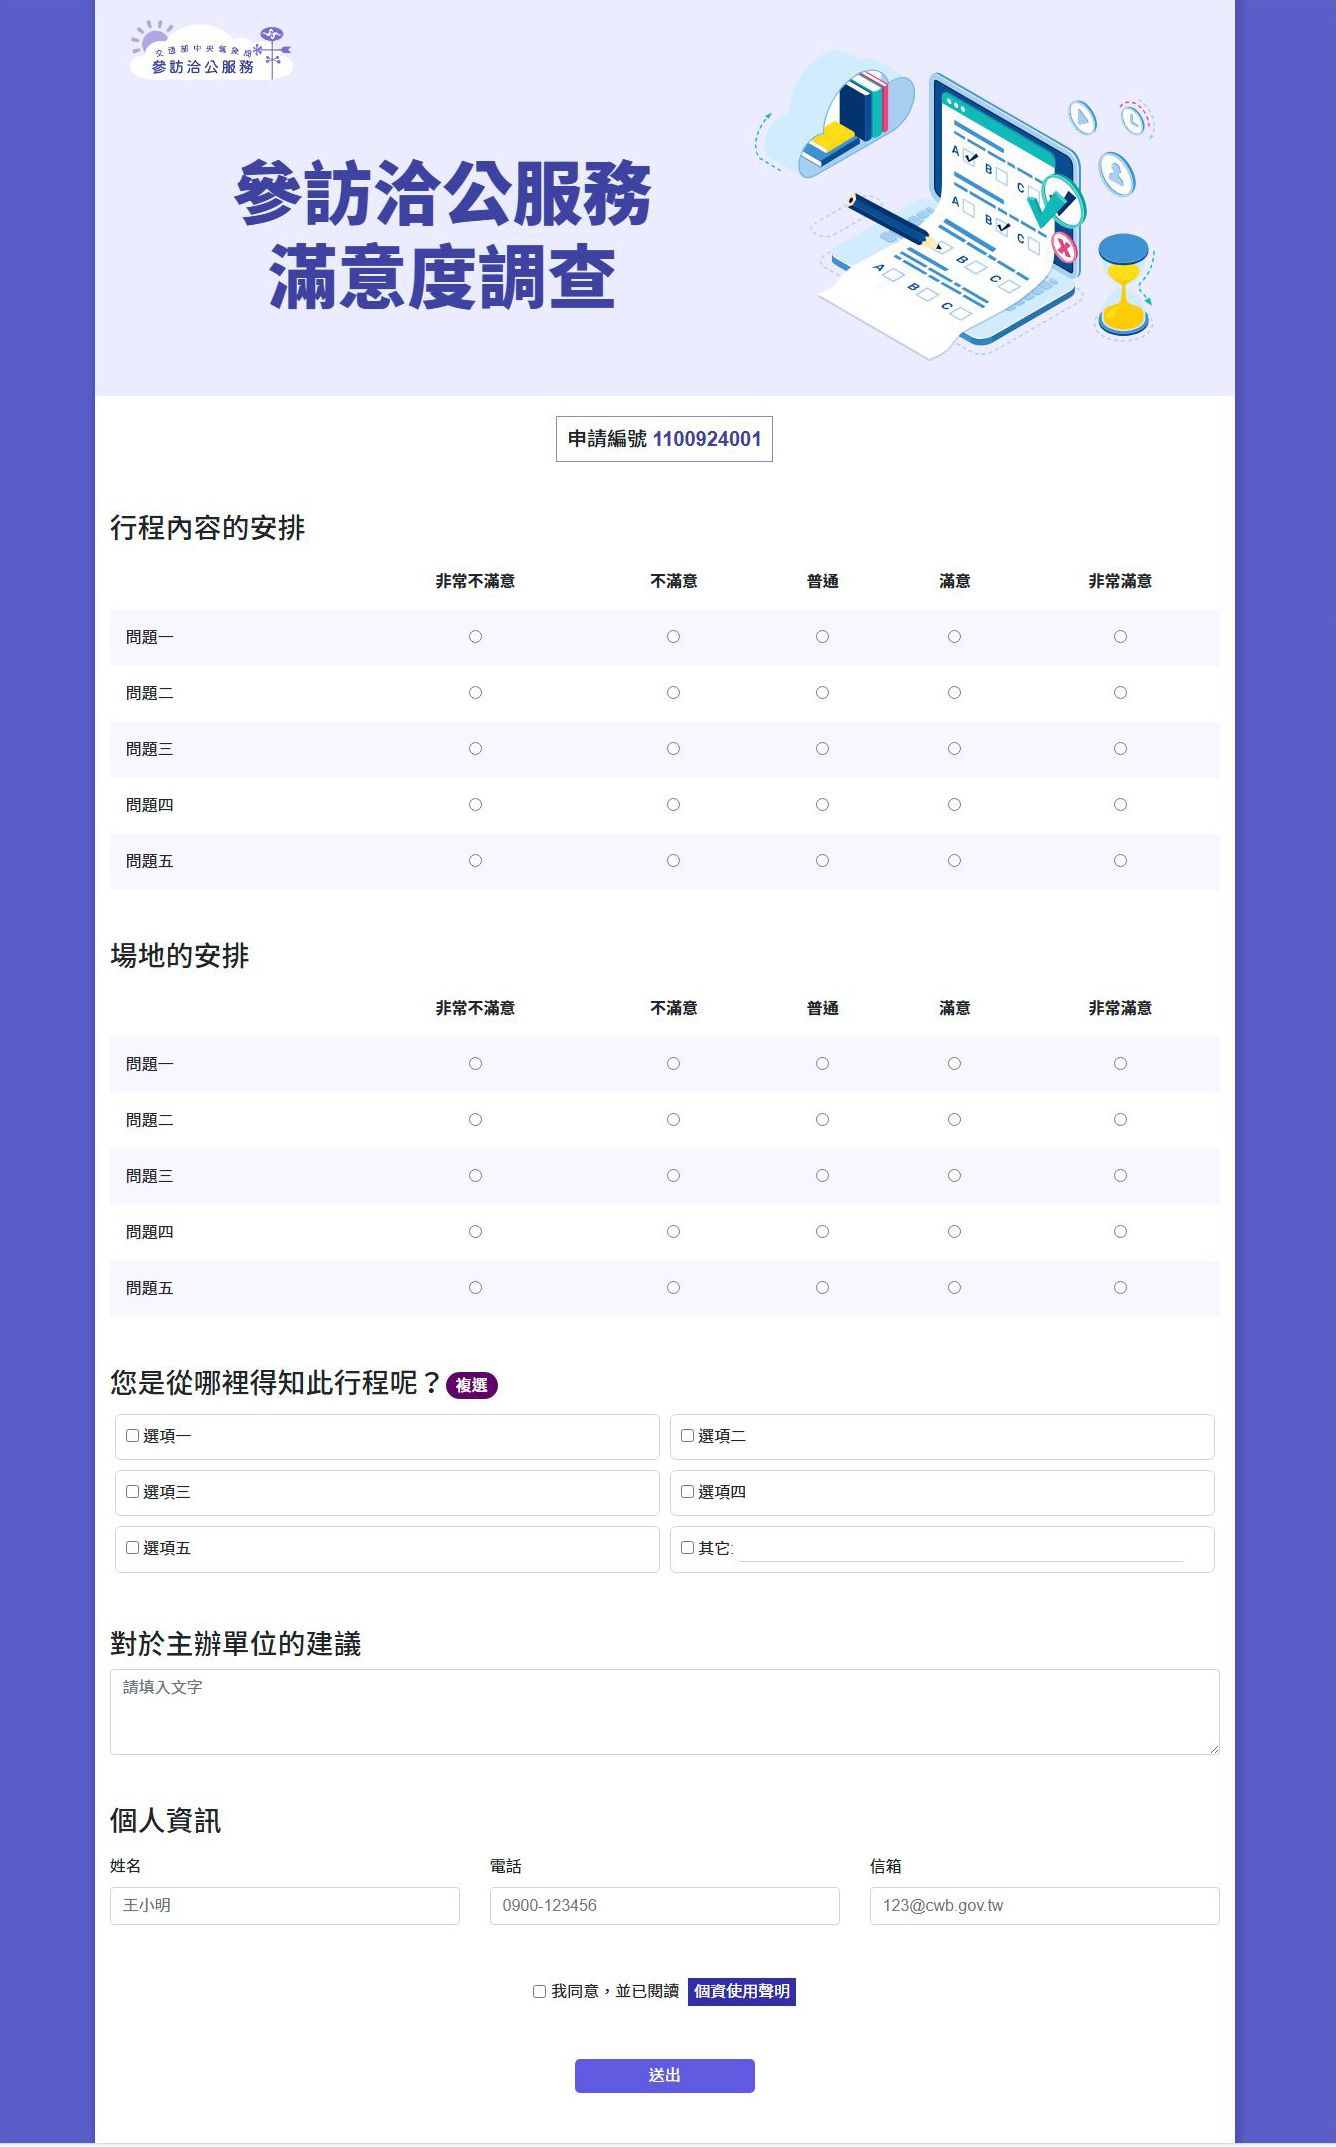 交通部中央氣象局
參訪洽公服務
參訪洽公服務
滿意度調查
A B C
A B C
A B C
A B C
申請編號 1100924001
行程內容的安排
非常不滿意 不滿意 普通 滿意 非常滿意
問題一
問題二
問題三
問題四
問題五
場地的安排
非常不滿意 不滿意 普通 滿意 非常滿意
問題一
問題二
問題三
問題四
問題五
您是從哪裡得知此行程呢？ 複選
選項一 選項二
選項三 選項四
選項五 其它:
對於主辦單位的建議
請填入文字
個人資訊
姓名 電話 信箱
王小明 0900-123456 123@cwb.gov.tw
我同意，並已閱讀 個資使用聲明
送出